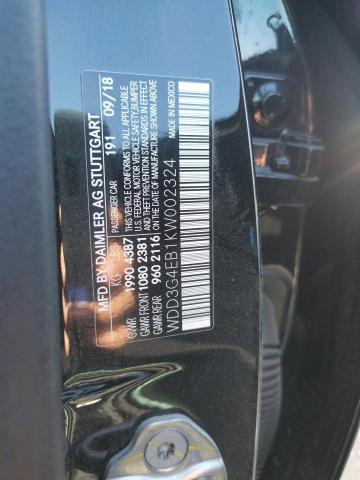 MFD BY DAIMLER AG STUTTGART
PASSENGER CAR 191 09/18
KG LBS
GVWR 1990 4387
GAWR FRONT 1080 2381
GAWR REAR 960 2116
THIS VEHICLE CONFORMS TO ALL APPLICABLE
U.S. FEDERAL MOTOR VEHICLE SAFETY,BUMPER
AND THEFT PREVENTION STANDARDS IN EFFECT
ON THE DATE OF MANUFACTURE SHOWN ABOVE
WDD3G4EB1KW002324
MADE IN MEXICO